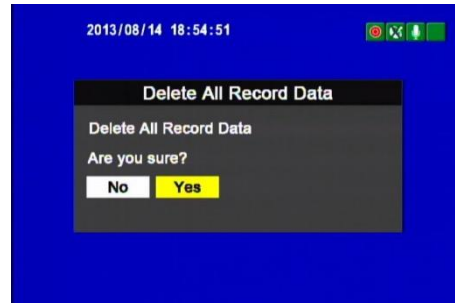 2013/08/14 18:54:51
Delete All Record Data
Delete All Record Data
Are you sure?
No Yes